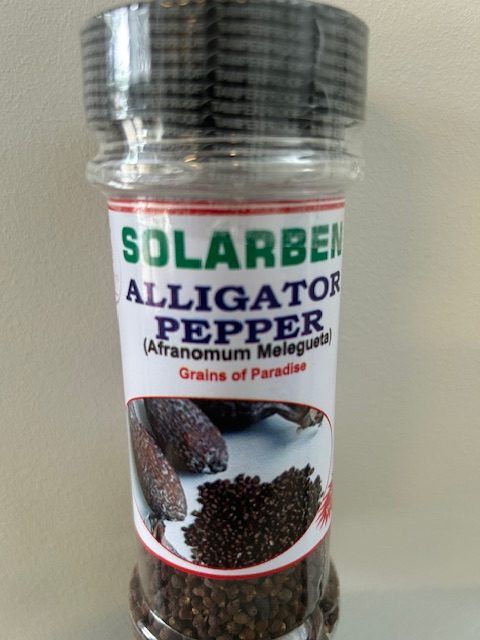 SOLARBEN
ALLIGATOR
PEPPER
(Afranomum Melegueta)
Grains of Paradise